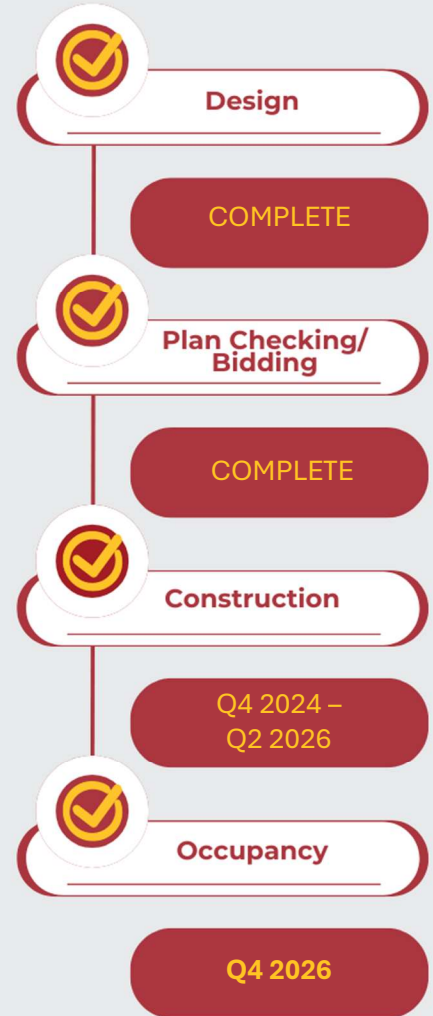 Design
COMPLETE
Plan Checking/
Bidding
COMPLETE
Construction
Q4 2024 –
Q2 2026
Occupancy
Q4 2026